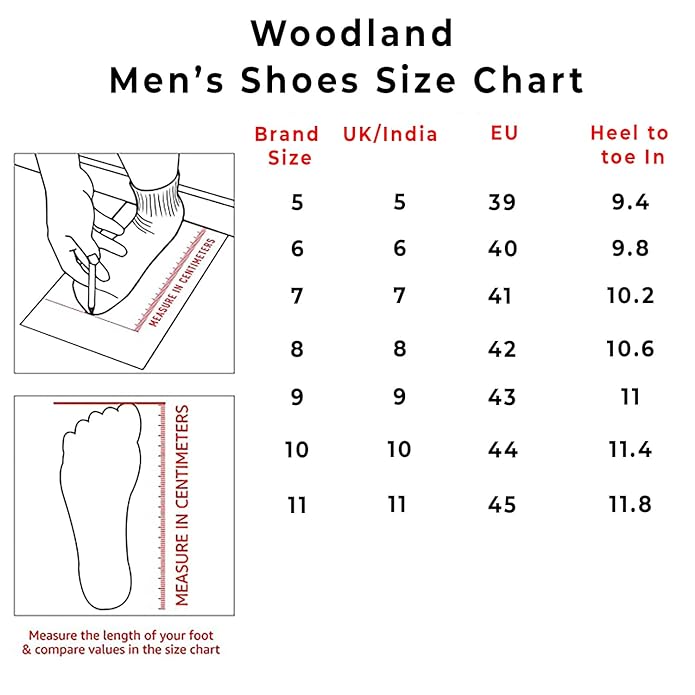 Woodland
Men's Shoes Size Chart
Brand Size UK/India EU Heel to toe In
5 5 39 9.4
6 6 40 9.8
7 7 41 10.2
8 8 42 10.6
9 9 43 11
10 10 44 11.4
11 11 45 11.8
MEASURE IN CENTIMETERS
MEASURE IN CENTIMETERS
Measure the length of your foot
& compare values in the size chart